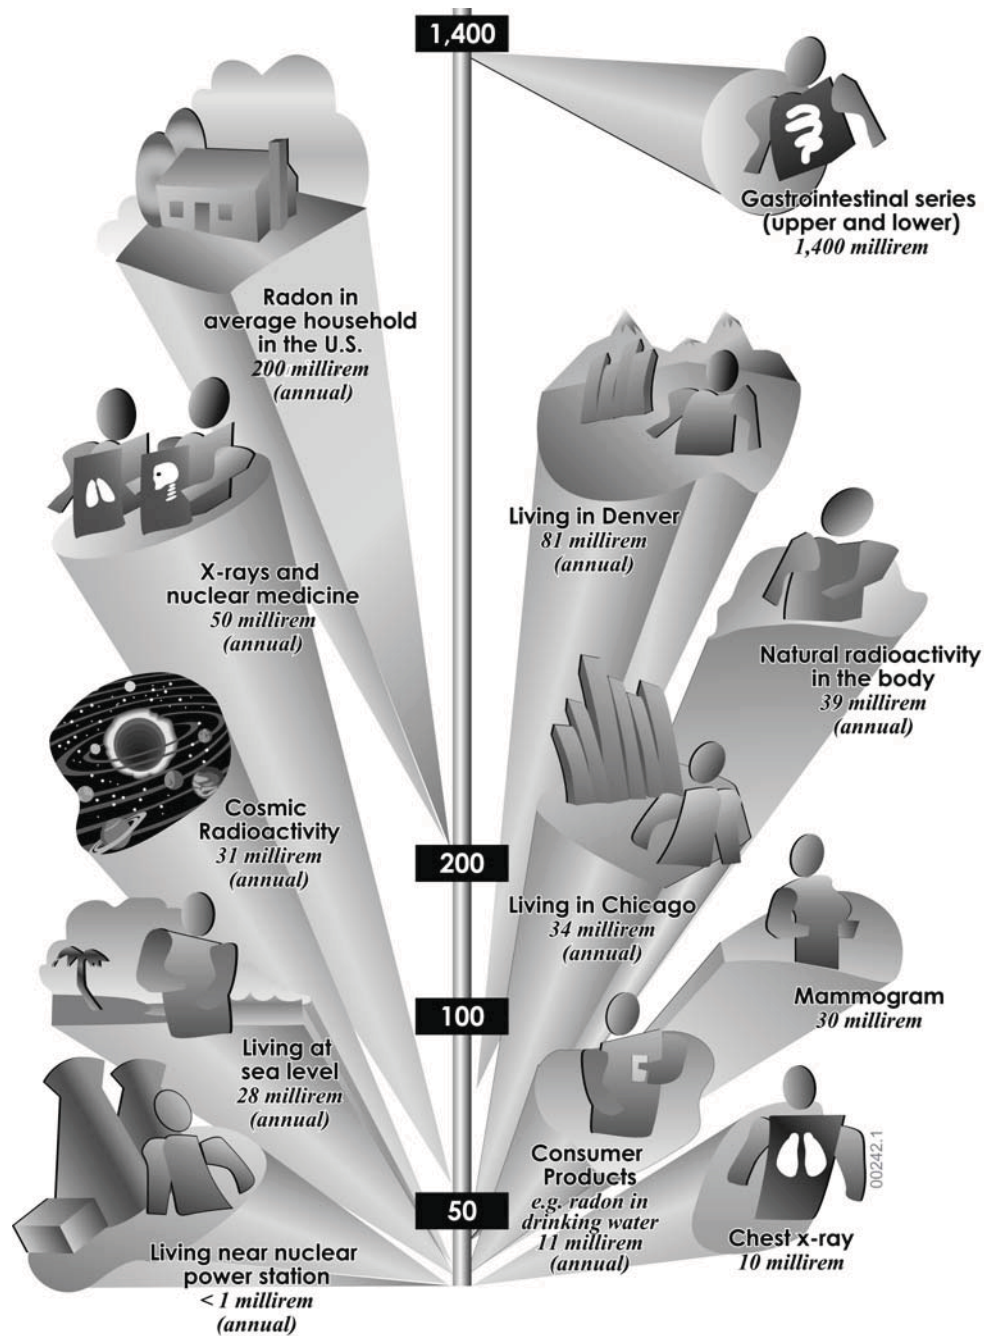 1,400
Gastrointestinal series
(upper and lower)
1,400 millirem
Radon in
average household
in the U.S.
200 millirem
(annual)
Living in Denver
81 millirem
(annual)
X-rays and
nuclear medicine
50 millirem
(annual)
Natural radioactivity
in the body
39 millirem
(annual)
Cosmic
Radioactivity
31 millirem
(annual)
200
Living in Chicago
34 millirem
(annual)
Mammogram
30 millirem
100
Living at
sea level
28 millirem
(annual)
Consumer
Products
e.g. radon in
drinking water
11 millirem
(annual)
50
Chest x-ray
10 millirem
00242.1
Living near nuclear
power station
< 1 millirem
(annual)